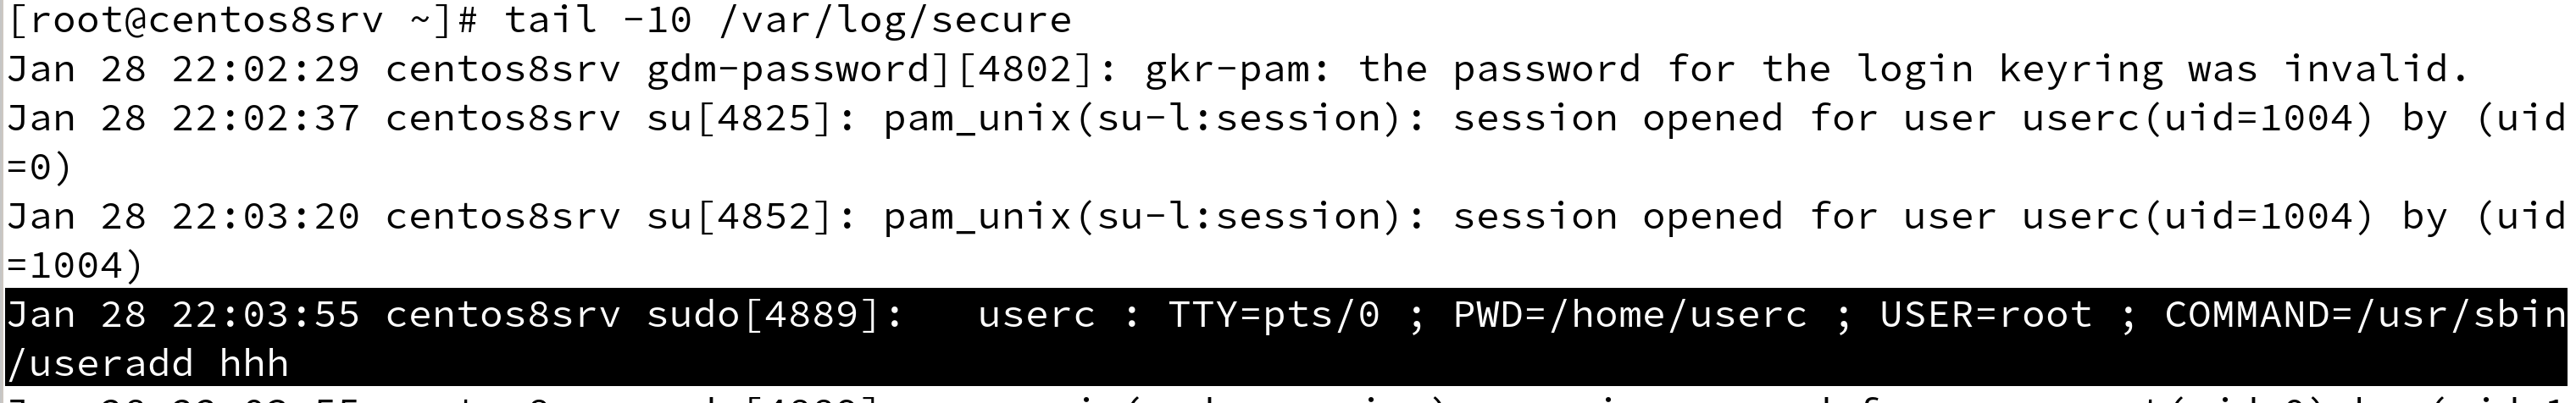 [root@centos8srv ~]# tail -10 /var/log/secure
Jan 28 22:02:29 centos8srv gdm-password][4802]: gkr-pam: the password for the login keyring was invalid.
Jan 28 22:02:37 centos8srv su[4825]: pam_unix(su-l:session): session opened for user userc(uid=1004) by (uid
=0)
Jan 28 22:03:20 centos8srv su[4852]: pam_unix(su-l:session): session opened for user userc(uid=1004) by (uid
=1004)
Jan 28 22:03:55 centos8srv sudo[4889]:   userc : TTY=pts/0 ; PWD=/home/userc ; USER=root ; COMMAND=/usr/sbin
/useradd hhh